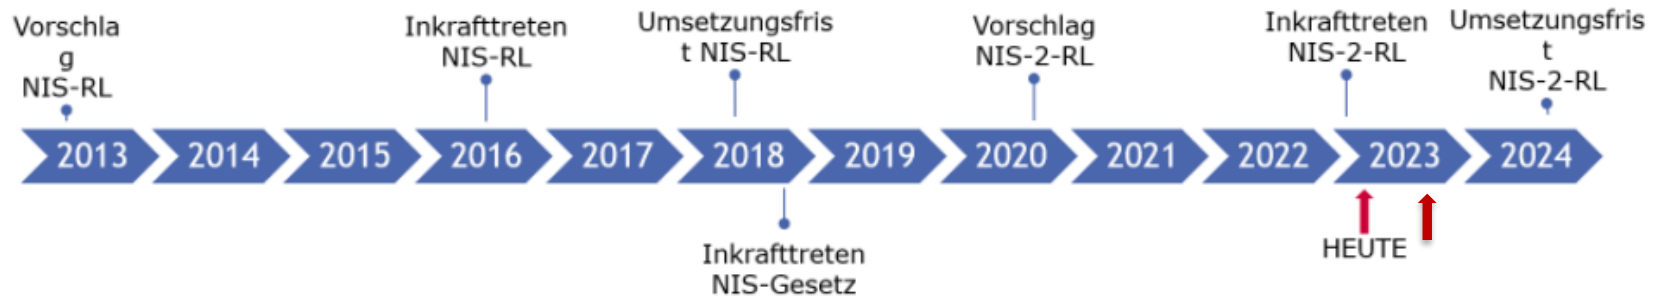 Vorschla
g
NIS-RL
Inkrafttreten
NIS-RL
Umsetzungsfris
t NIS-RL
Vorschlag
NIS-2-RL
Inkrafttreten
NIS-2-RL
Umsetzungsfris
t
NIS-2-RL
2013 2014 2015 2016 2017 2018 2019 2020 2021 2022 2023 2024
Inkrafttreten
NIS-Gesetz
HEUTE